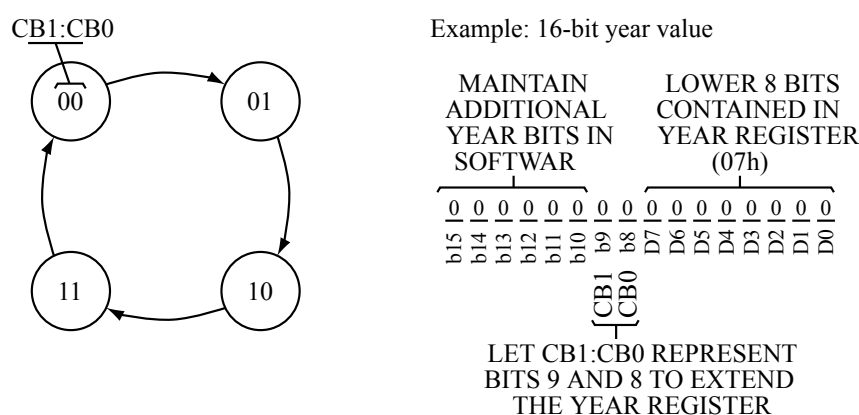 CB1:CB0
00
01
11
10
Example: 16-bit year value
MAINTAIN
ADDITIONAL
YEAR BITS IN
SOFTWAR
LOWER 8 BITS
CONTAINED IN
YEAR REGISTER
(07h)
0 0 0 0 0 0 0 0 0 0 0 0 0 0 0 0
b15 b14 b13 b12 b11 b10 b9 b8 D7 D6 D5 D4 D3 D2 D1 D0
CB1 CB0
LET CB1:CB0 REPRESENT
BITS 9 AND 8 TO EXTEND
THE YEAR REGISTER